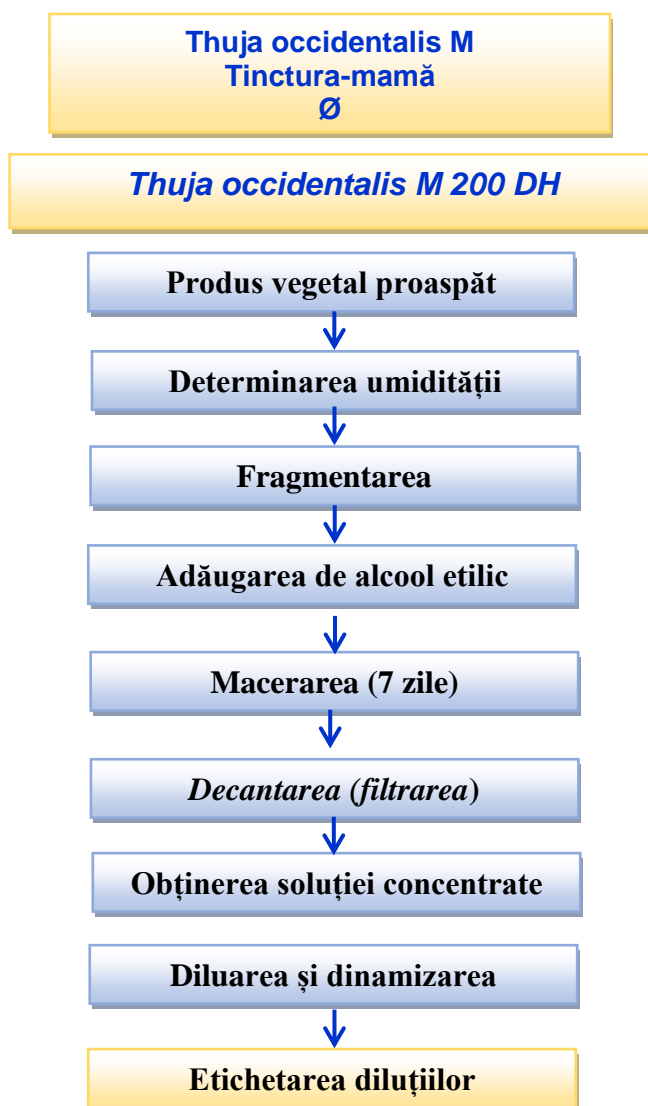 Thuja occidentalis M
Tinctura-mamă
Ø
Thuja occidentalis M 200 DH
Produs vegetal proaspăt
Determinarea umidității
Fragmentarea
Adăugarea de alcool etilic
Macerarea (7 zile)
Decantarea (filtrarea)
Obținerea soluției concentrate
Diluarea și dinamizarea
Etichetarea diluțiilor